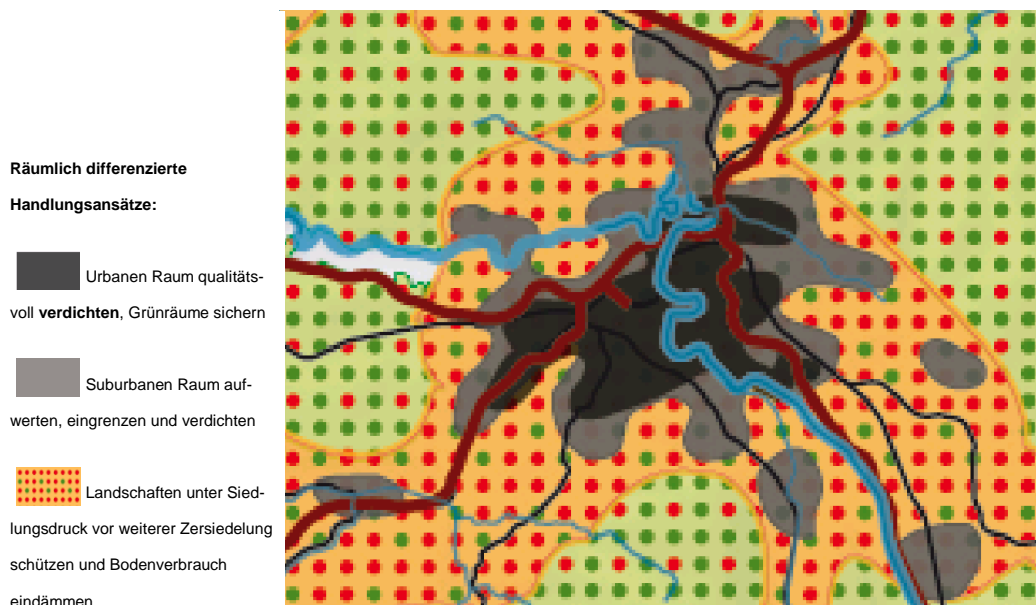 Räumlich differenzierte
Handlungsansätze:
Urbanen Raum qualitäts-
voll verdichten, Grünräume sichern
Suburbanen Raum auf-
werten, eingrenzen und verdichten
Landschaften unter Sied-
lungsdruck vor weiterer Zersiedelung
schützen und Bodenverbrauch
eindämmen